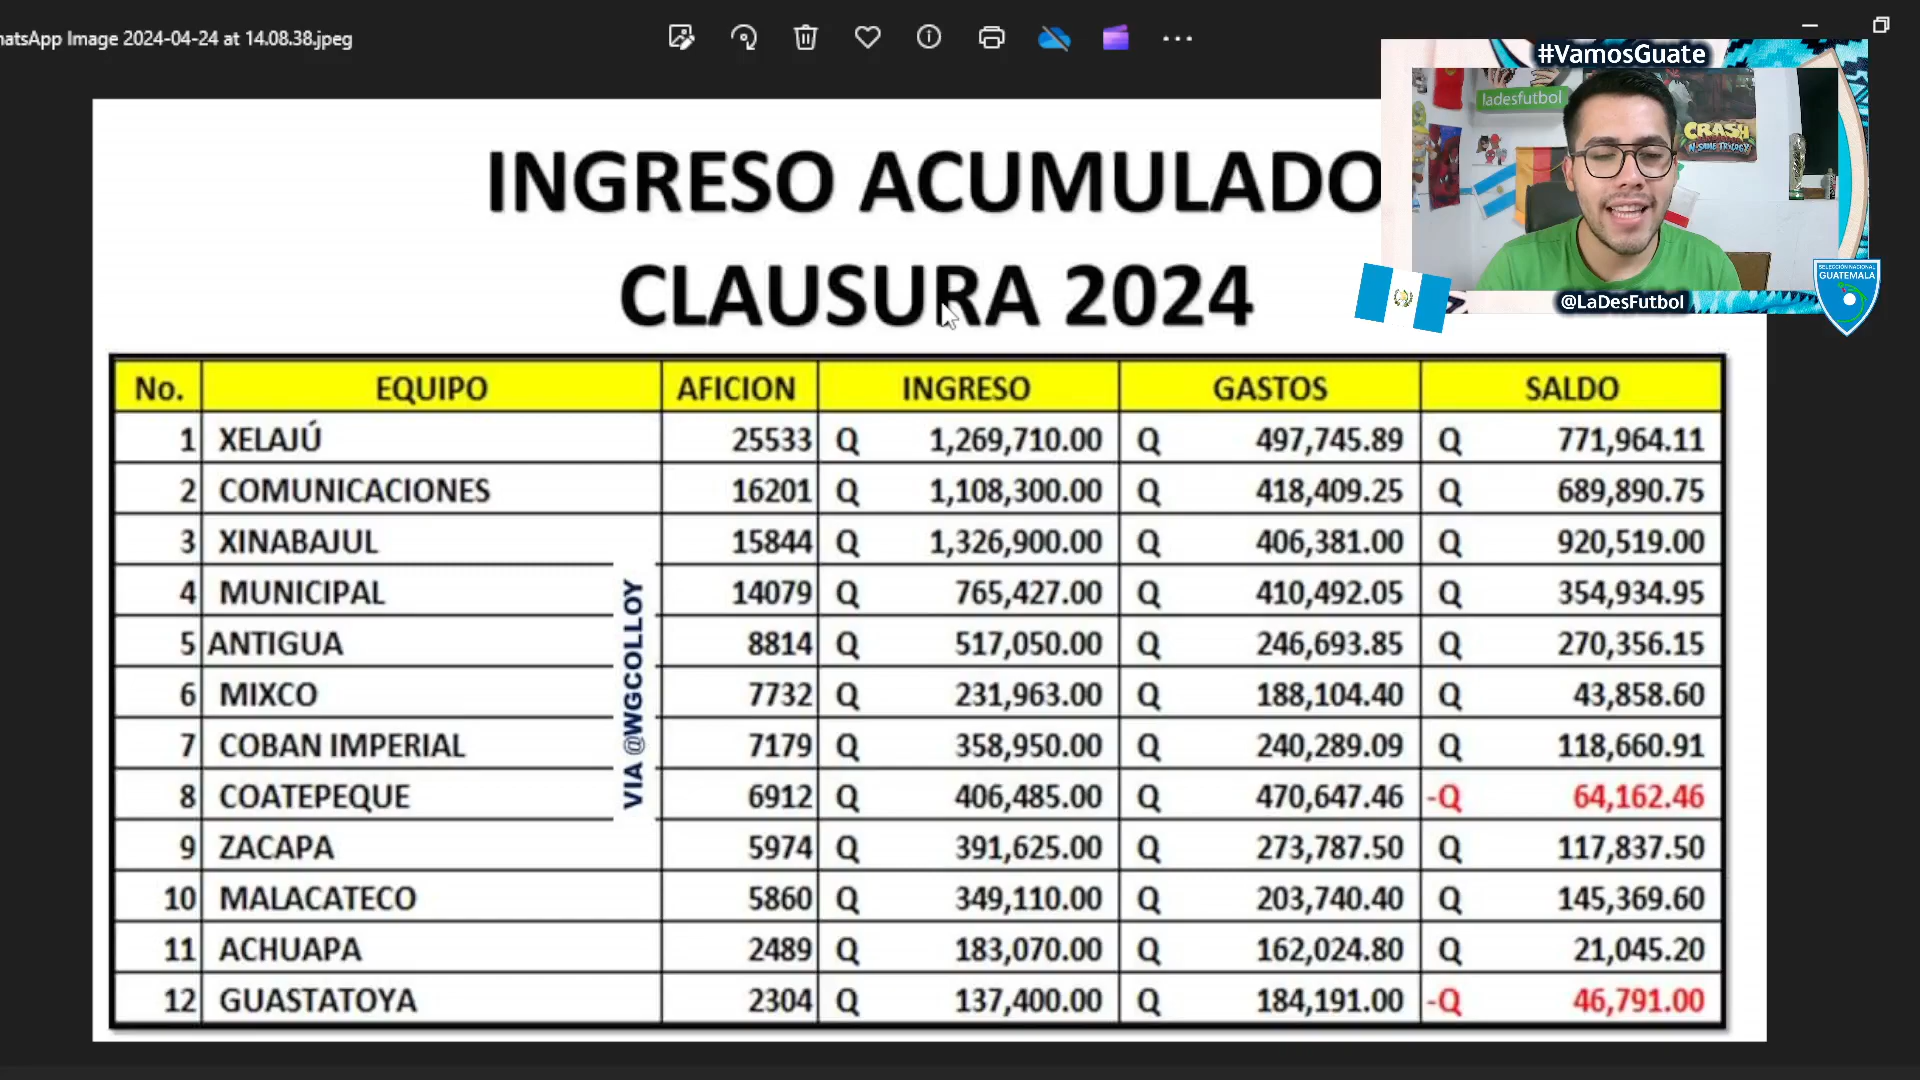 hatsApp Image 2024-04-24 at 14.08.38.jpeg
#VamosGuate
ladesfutbol
CRASH
N. SANE TRILOGY
@LaDesFutbol
SELECCIÓN NACIONAL
GUATEMALA
INGRESO ACUMULADO
CLAUSURA 2024
No. EQUIPO AFICION INGRESO GASTOS SALDO
1 XELAJÚ 25533 Q 1,269,710.00 Q 497,745.89 Q 771,964.11
2 COMUNICACIONES 16201 Q 1,108,300.00 Q 418,409.25 Q 689,890.75
3 XINABAJUL 15844 Q 1,326,900.00 Q 406,381.00 Q 920,519.00
4 MUNICIPAL 14079 Q 765,427.00 Q 410,492.05 Q 354,934.95
5 ANTIGUA 8814 Q 517,050.00 Q 246,693.85 Q 270,356.15
6 MIXCO 7732 Q 231,963.00 Q 188,104.40 Q 43,858.60
7 COBAN IMPERIAL 7179 Q 358,950.00 Q 240,289.09 Q 118,660.91
8 COATEPEQUE 6912 Q 406,485.00 Q 470,647.46 -Q 64,162.46
9 ZACAPA 5974 Q 391,625.00 Q 273,787.50 Q 117,837.50
10 MALACATECO 5860 Q 349,110.00 Q 203,740.40 Q 145,369.60
11 ACHUAPA 2489 Q 183,070.00 Q 162,024.80 Q 21,045.20
12 GUASTATOYA 2304 Q 137,400.00 Q 184,191.00 -Q 46,791.00
VIA @WGCOLLOY